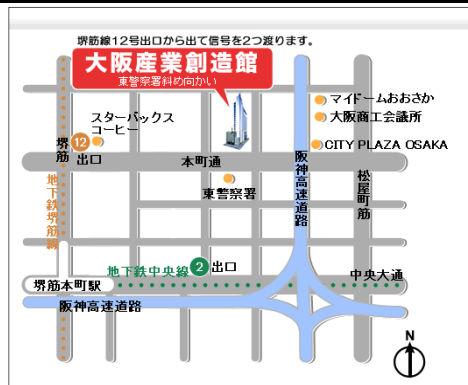 堺筋線12号出口から出て信号を2つ渡ります。
大阪産業創造館
東警察署斜め向かい
マイドームおおさか
大阪商工会議所
CITY PLAZA OSAKA
スターバックス
コーヒー
12
出口
堺筋
本町通
東警察署
阪神高速道路
松屋町筋
地下鉄堺筋線
地下鉄中央線
2
出口
中央大通
堺筋本町駅
阪神高速道路
N